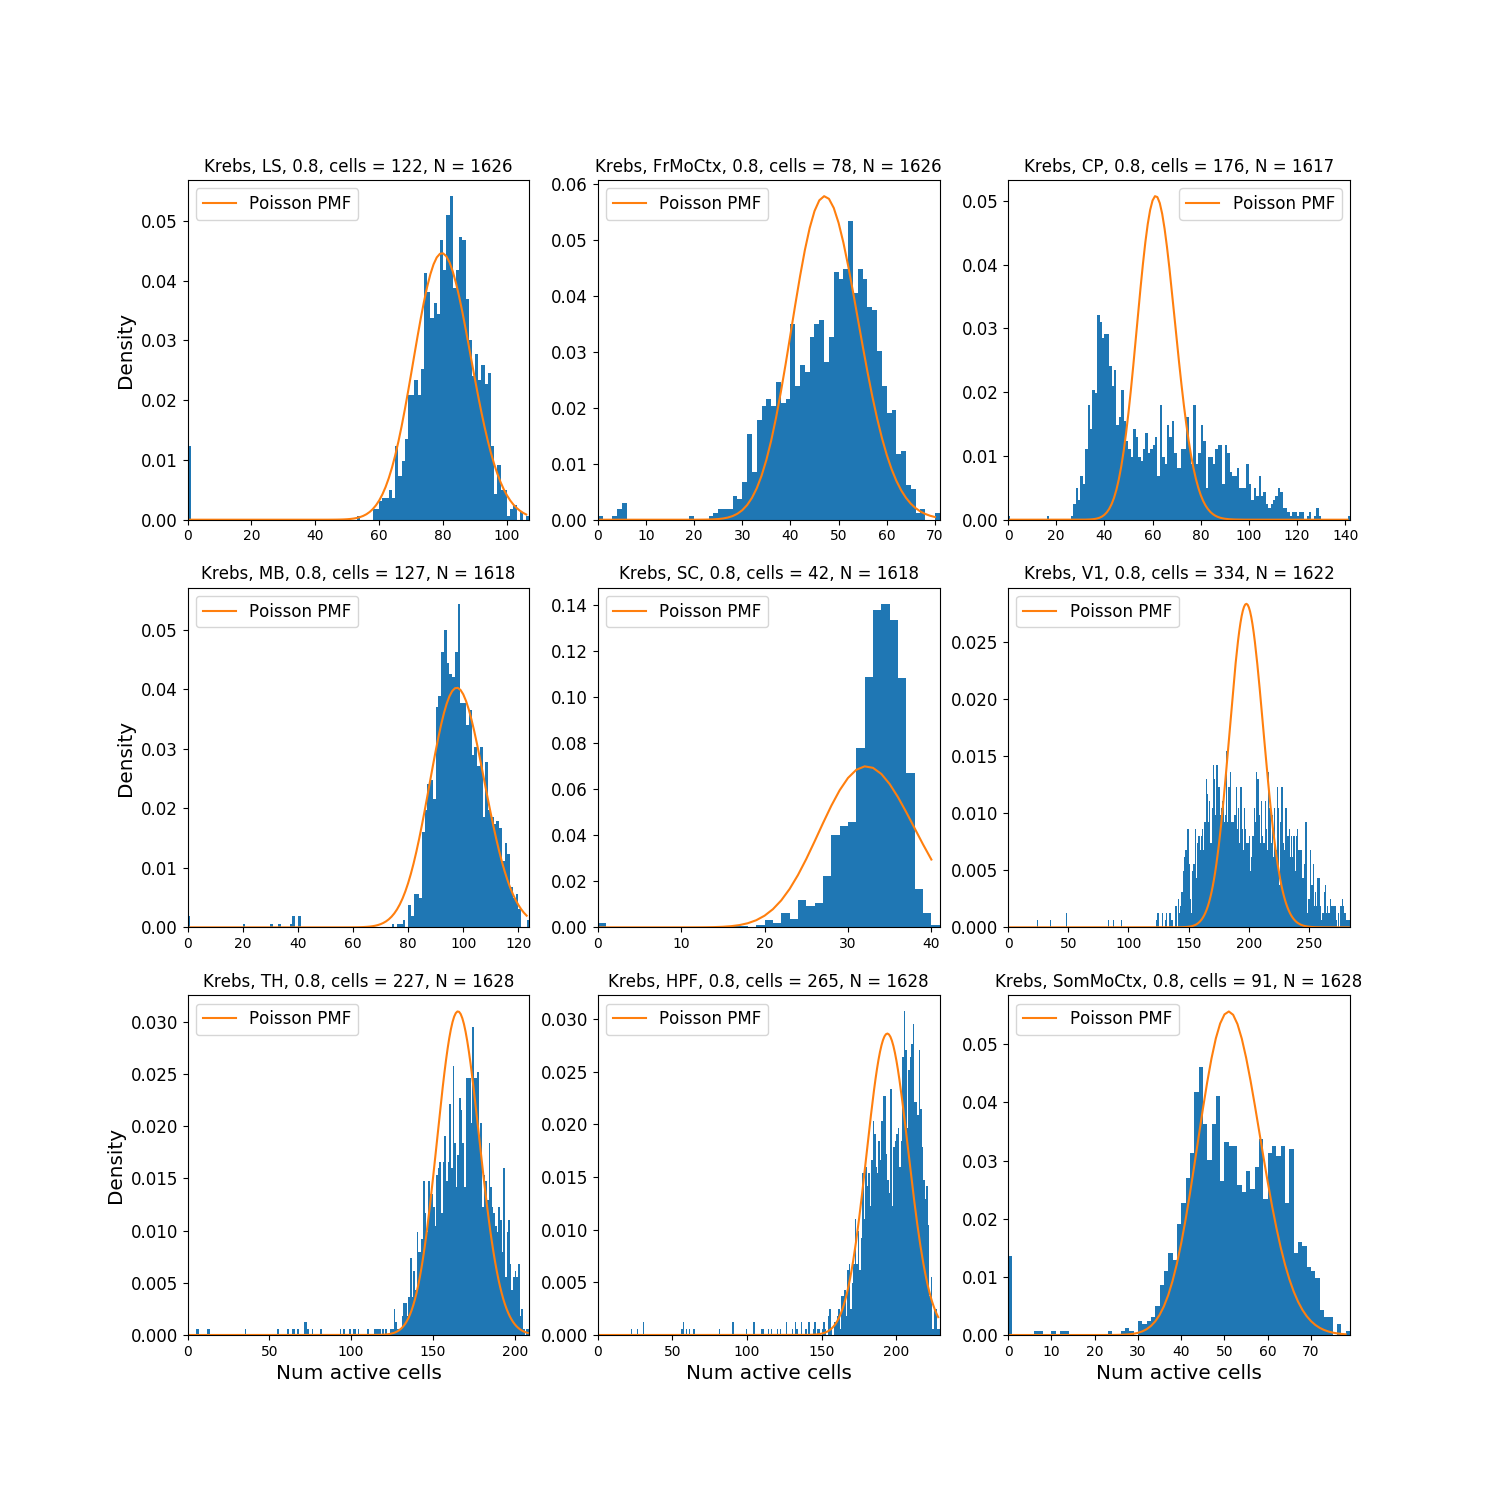 Krebs, LS, 0.8, cells = 122, N = 1626
Krebs, FrMoCtx, 0.8, cells = 78, N = 1626
Krebs, CP, 0.8, cells = 176, N = 1617
Poisson PMF
Poisson PMF
Poisson PMF
Density
0.05
0.04
0.03
0.02
0.01
0.00
0 20 40 60 80 100
0.06
0.05
0.04
0.03
0.02
0.01
0.00
0 10 20 30 40 50 60 70
0.05
0.04
0.03
0.02
0.01
0.00
0 20 40 60 80 100 120 140
Krebs, MB, 0.8, cells = 127, N = 1618
Krebs, SC, 0.8, cells = 42, N = 1618
Krebs, V1, 0.8, cells = 334, N = 1622
Poisson PMF
Poisson PMF
Poisson PMF
Density
0.05
0.04
0.03
0.02
0.01
0.00
0 20 40 60 80 100 120
0.14
0.12
0.10
0.08
0.06
0.04
0.02
0.00
0 10 20 30 40
0.025
0.020
0.015
0.010
0.005
0.000
0 50 100 150 200 250
Krebs, TH, 0.8, cells = 227, N = 1628
Krebs, HPF, 0.8, cells = 265, N = 1628
Krebs, SomMoCtx, 0.8, cells = 91, N = 1628
Poisson PMF
Poisson PMF
Poisson PMF
Density
0.030
0.025
0.020
0.015
0.010
0.005
0.000
0 50 100 150 200
Num active cells
0.030
0.025
0.020
0.015
0.010
0.005
0.000
0 50 100 150 200
Num active cells
0.05
0.04
0.03
0.02
0.01
0.00
0 10 20 30 40 50 60 70
Num active cells